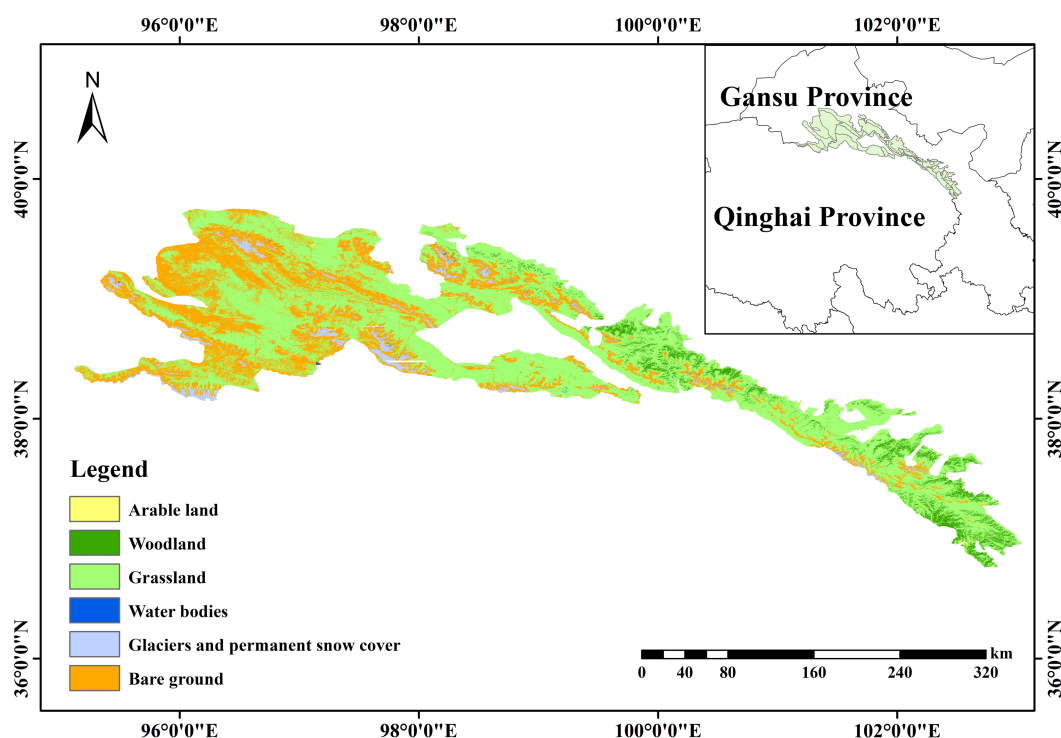 96°0'0"E 98°0'0"E 100°0'0"E 102°0'0"E
N
Gansu Province
Qinghai Province
40°0'0"N
40°0'0"N
38°0'0"N
38°0'0"N
36°0'0"N
36°0'0"N
Legend
Arable land
Woodland
Grassland
Water bodies
Glaciers and permanent snow cover
Bare ground
km
0 40 80 160 240 320
96°0'0"E 98°0'0"E 100°0'0"E 102°0'0"E